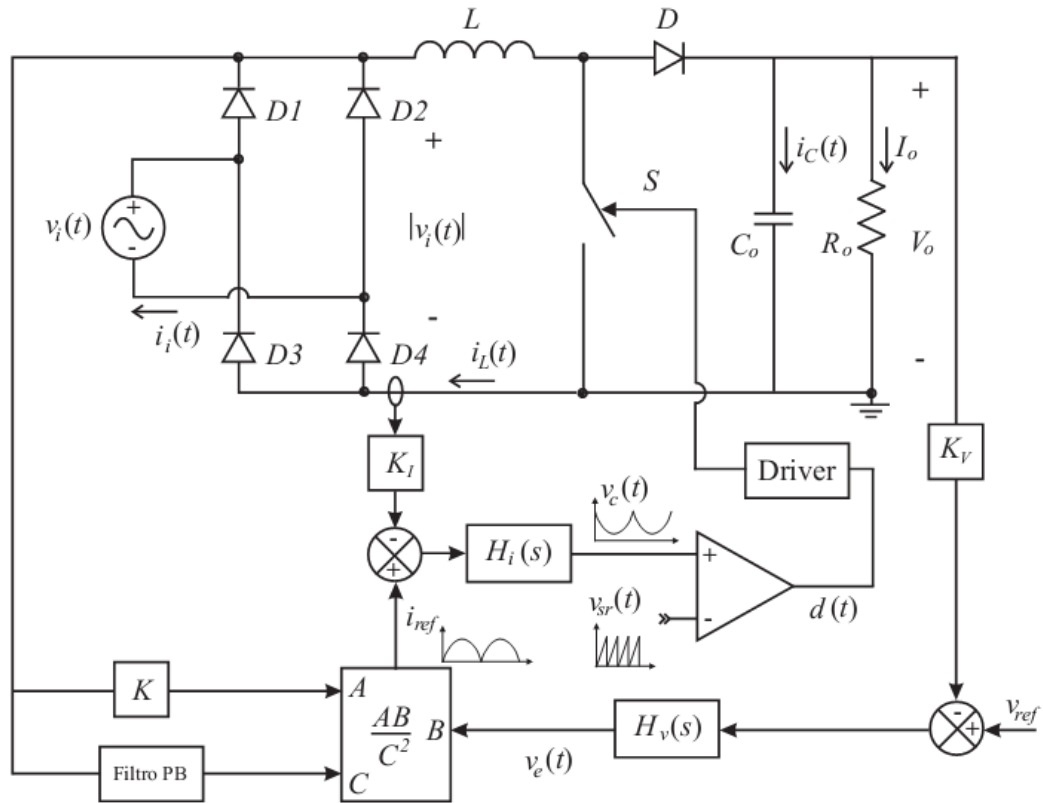 L
D
D1
D2
+
+
v_i(t)
+
-
|v_i(t)|
S
i_C(t)
I_o
C_o
R_o
V_o
i_i(t)
-
D3
D4
i_L(t)
-
K_I
K_V
Driver
v_c(t)
-
+
H_i(s)
+
-
v_sr(t)
d(t)
i_ref
K
A
AB
C²
B
C
Filtro PB
H_v(s)
v_e(t)
-
+
v_ref